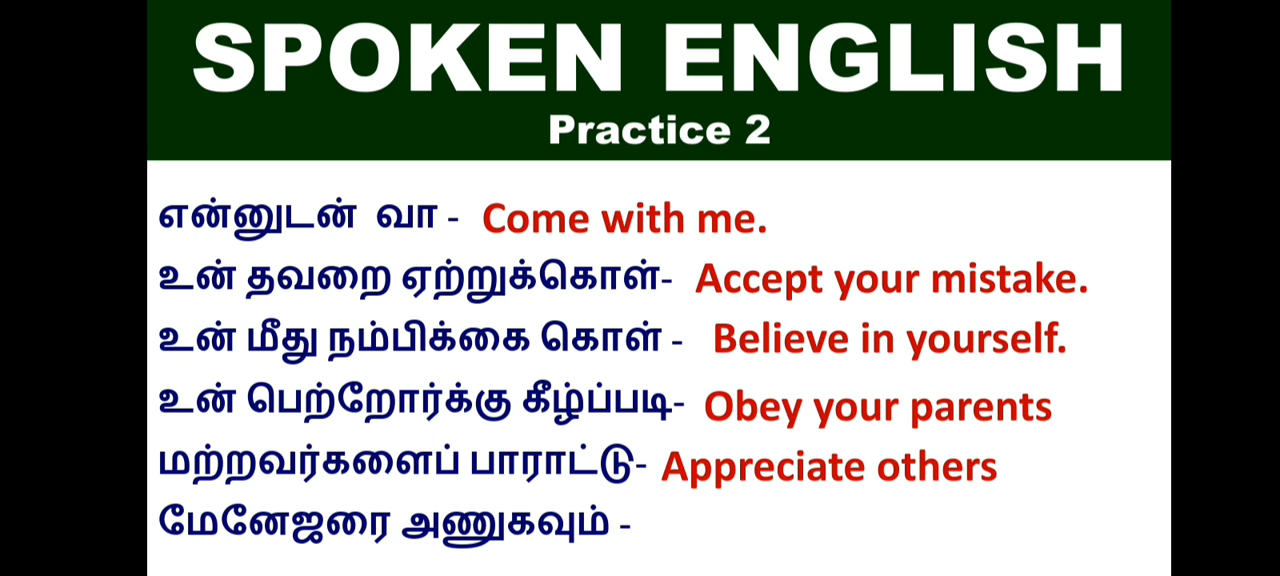 SPOKEN ENGLISH
Practice 2
என்னுடன் வா - Come with me.
உன் தவறை ஏற்றுக்கொள்- Accept your mistake.
உன் மீது நம்பிக்கை கொள் - Believe in yourself.
உன் பெற்றோர்க்கு கீழ்ப்படி- Obey your parents
மற்றவர்களைப் பாராட்டு- Appreciate others
மேனேஜரை அணுகவும் -